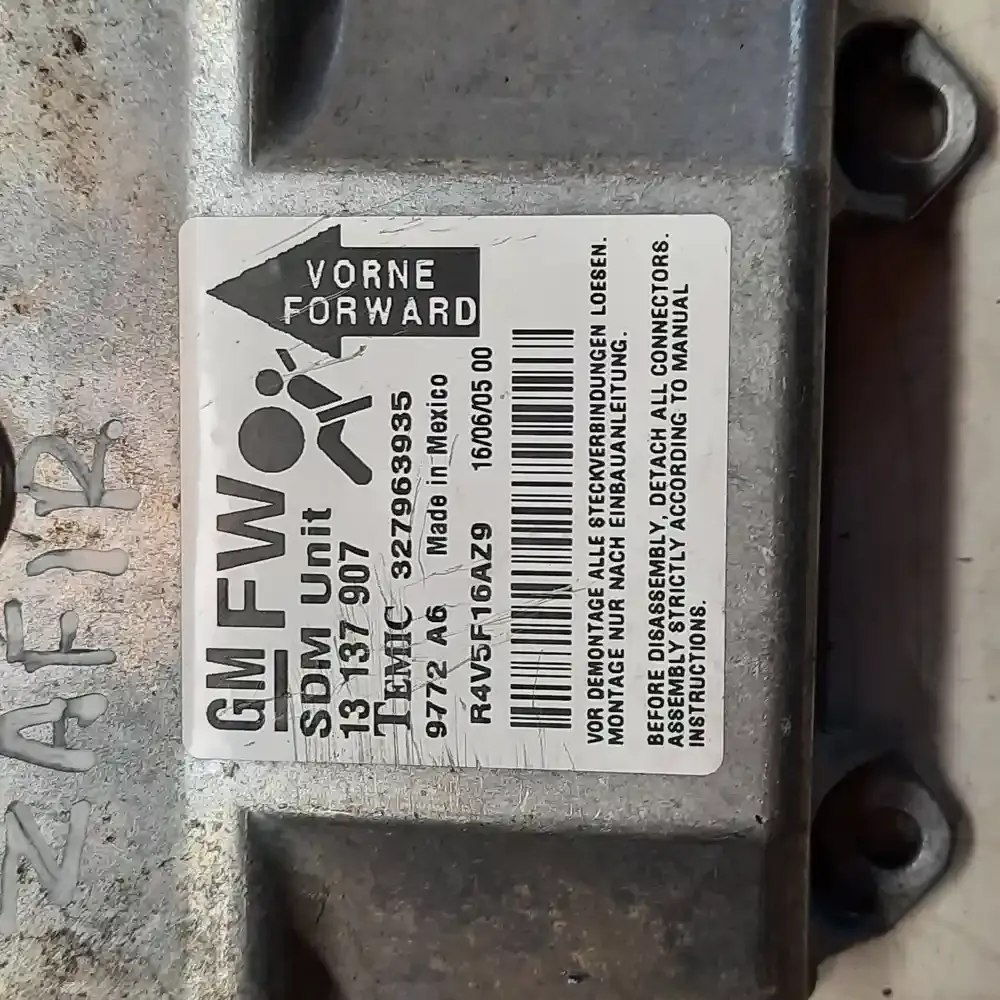 VORNE
FORWARD
GM FW
SDM Unit
13 137 907
TEMIC 327963935
9772 A6 Made in Mexico
R4V5F16AZ9 16/06/05 00
VOR DEMONTAGE ALLE STECKVERBINDUNGEN LOESEN.
MONTAGE NUR NACH EINBAUANLEITUNG.
BEFORE DISASSEMBLY, DETACH ALL CONNECTORS.
ASSEMBLY STRICTLY ACCORDING TO MANUAL
INSTRUCTIONS.
ZAFIR